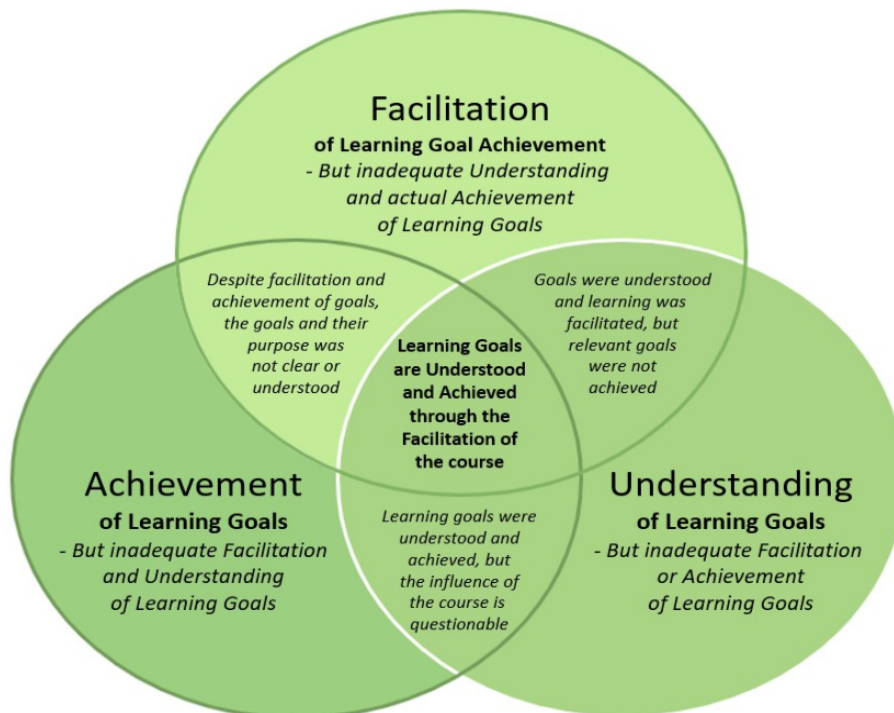 Facilitation
of Learning Goal Achievement
- But inadequate Understanding
and actual Achievement
of Learning Goals
Despite facilitation and
achievement of goals,
the goals and their
purpose was
not clear or
understood
Goals were understood
and learning was
facilitated, but
relevant goals
were not
achieved
Learning Goals
are Understood
and Achieved
through the
Facilitation of
the course
Achievement
of Learning Goals
- But inadequate Facilitation
and Understanding
of Learning Goals
Learning goals were
understood and
achieved, but
the influence of
the course is
questionable
Understanding
of Learning Goals
- But inadequate Facilitation
or Achievement
of Learning Goals